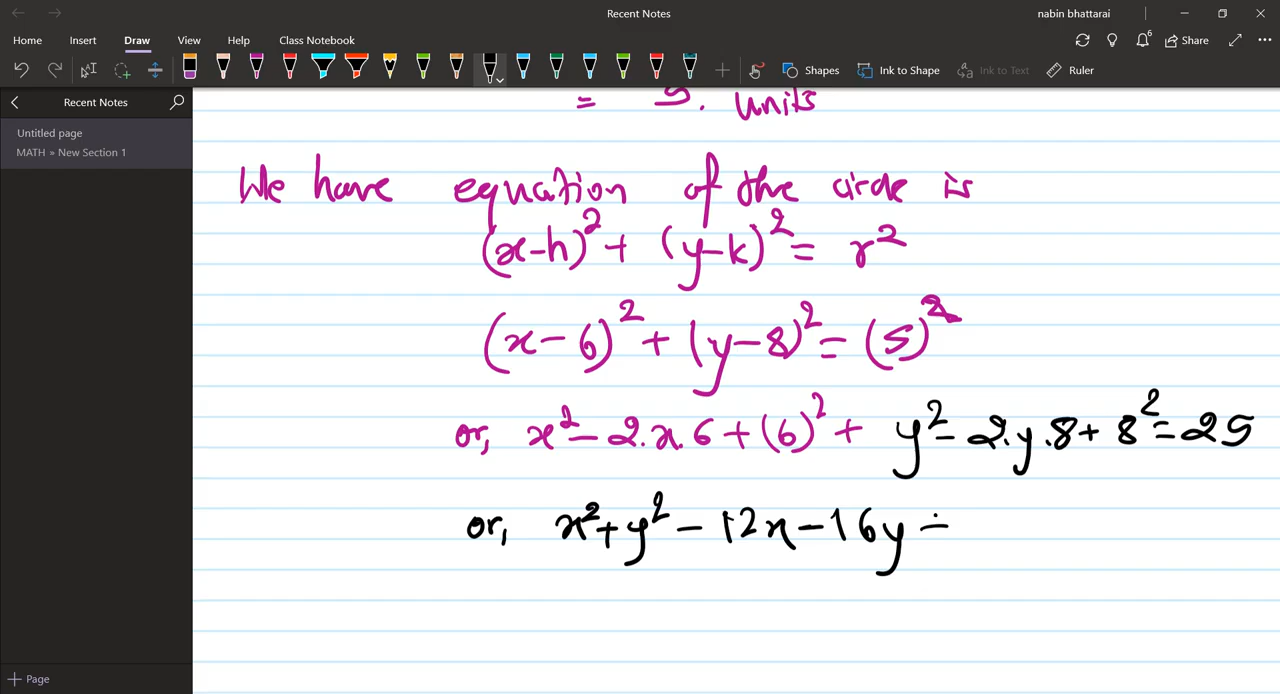 Recent Notes
nabin bhattarai
Home Insert Draw View Help Class Notebook
6
Share
Shapes
Ink to Shape
Ink to Text
Ruler
Recent Notes
Untitled page
MATH » New Section 1
= 5. units
We have equation of the circle is
(x-h)² + (y-k)² = r²
(x-6)² + (y-8)² = (5)²
or, x² - 2.x.6 + (6)² + y² - 2.y.8 + 8² = 25
or, x² + y² - 12x - 16y =
Page